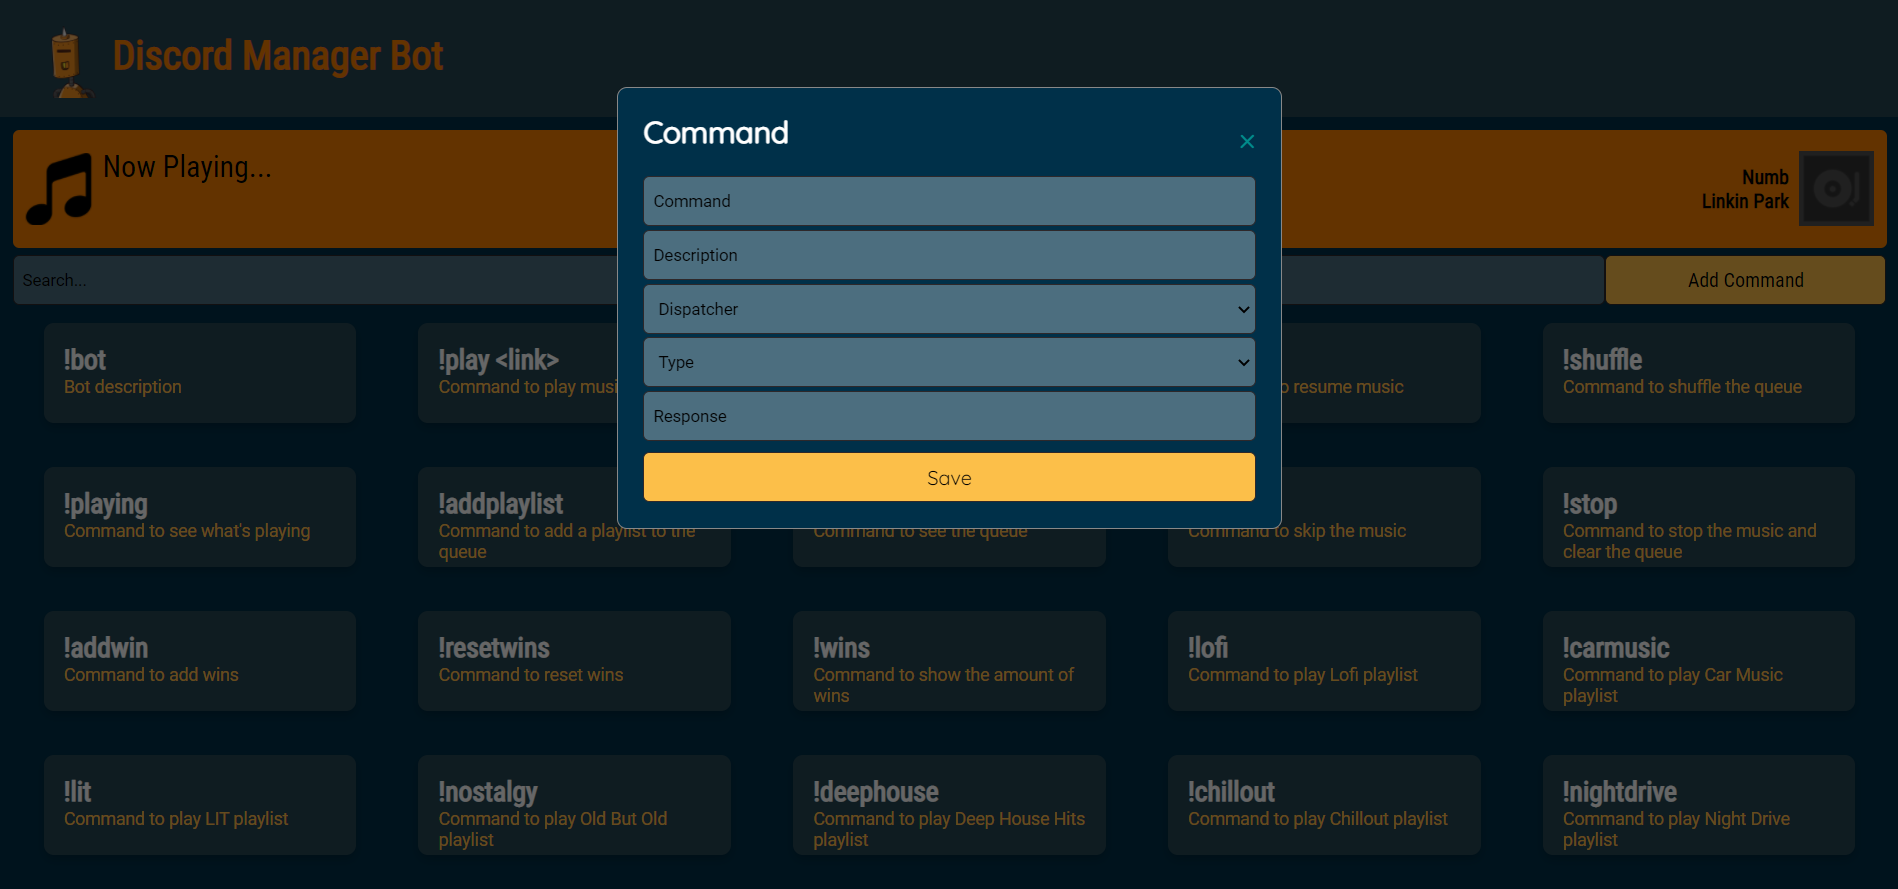 Discord Manager Bot
Now Playing...
Numb
Linkin Park
Search...
Add Command
Command
Command
Description
Dispatcher
Type
Response
Save
!bot
Bot description
!play <link>
Command to play musi
resume music
!shuffle
Command to shuffle the queue
!playing
Command to see what's playing
!addplaylist
Command to add a playlist to the
queue
Command to see the queue
Command to skip the music
!stop
Command to stop the music and
clear the queue
!addwin
Command to add wins
!resetwins
Command to reset wins
!wins
Command to show the amount of
wins
!lofi
Command to play Lofi playlist
!carmusic
Command to play Car Music
playlist
!lit
Command to play LIT playlist
!nostalgy
Command to play Old But Old
playlist
!deephouse
Command to play Deep House Hits
playlist
!chillout
Command to play Chillout playlist
!nightdrive
Command to play Night Drive
playlist